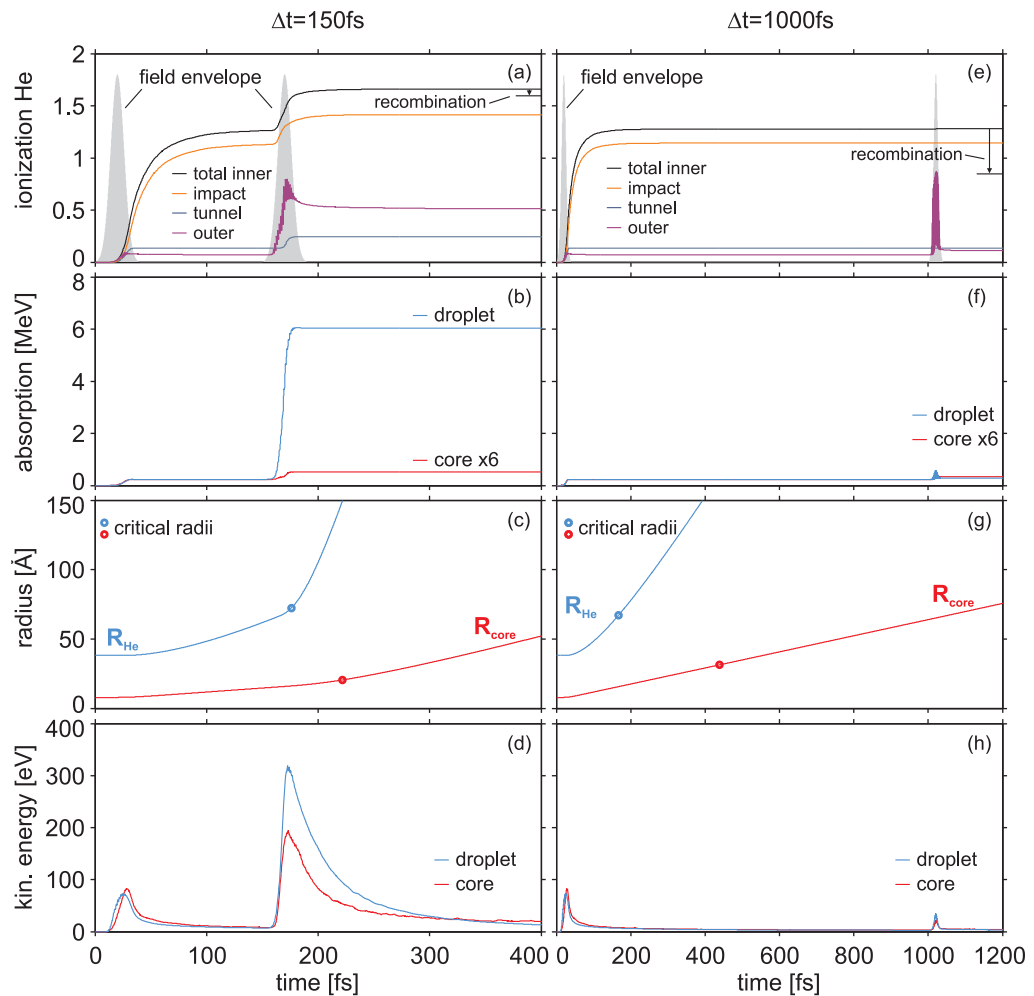 Δt=150fs
Δt=1000fs
ionization He
2
1.5
1
0.5
0
(a)
field envelope
recombination
total inner
impact
tunnel
outer
(e)
field envelope
recombination
total inner
impact
tunnel
outer
absorption [MeV]
8
6
4
2
0
(b)
droplet
core x6
(f)
droplet
core x6
radius [Å]
150
100
50
0
(c)
critical radii
R_He
R_core
(g)
critical radii
R_He
R_core
kin. energy [eV]
400
300
200
100
0
(d)
droplet
core
(h)
droplet
core
0 100 200 300 400
0 200 400 600 800 1000 1200
time [fs]
time [fs]